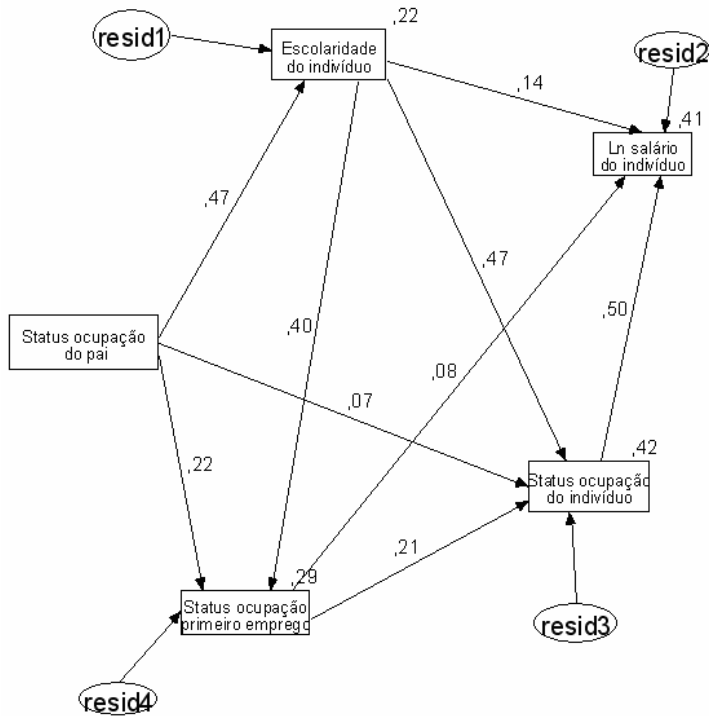 resid1
,22
Escolaridade
do indivíduo
resid2
,14
,41
Ln salário
do indivíduo
,47
,47
,40
,50
Status ocupação
do pai
,08
,07
,42
,22
Status ocupação
do indivíduo
,21
,29
Status ocupação
primeiro emprego
resid3
resid4